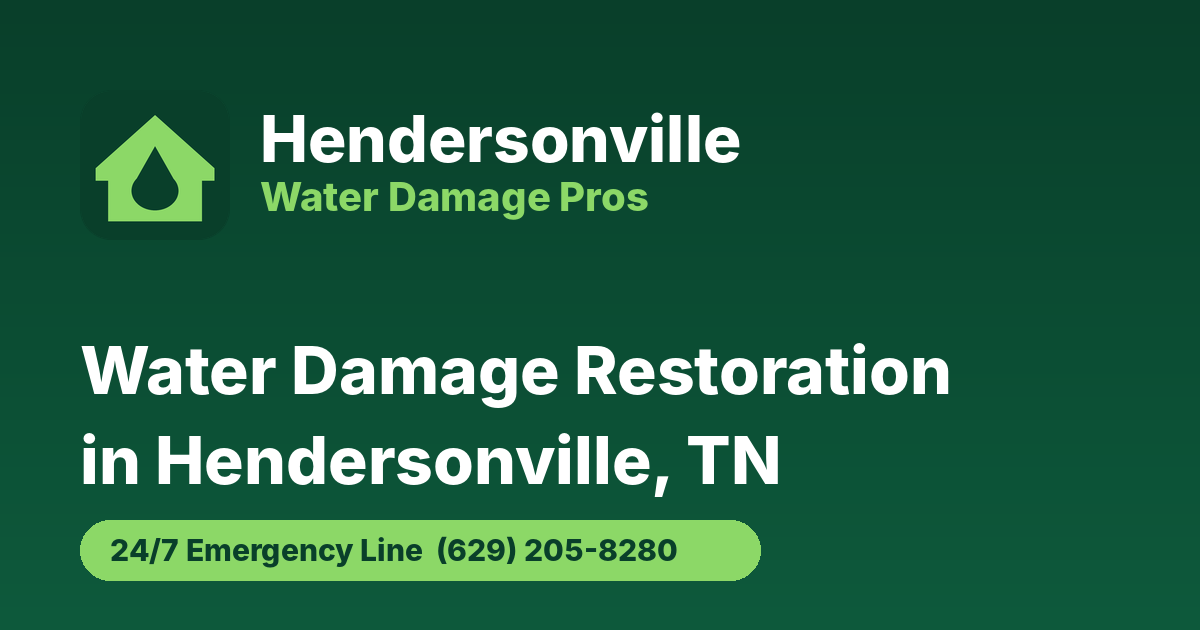 Hendersonville
Water Damage Pros
Water Damage Restoration
in Hendersonville, TN
24/7 Emergency Line (629) 205-8280